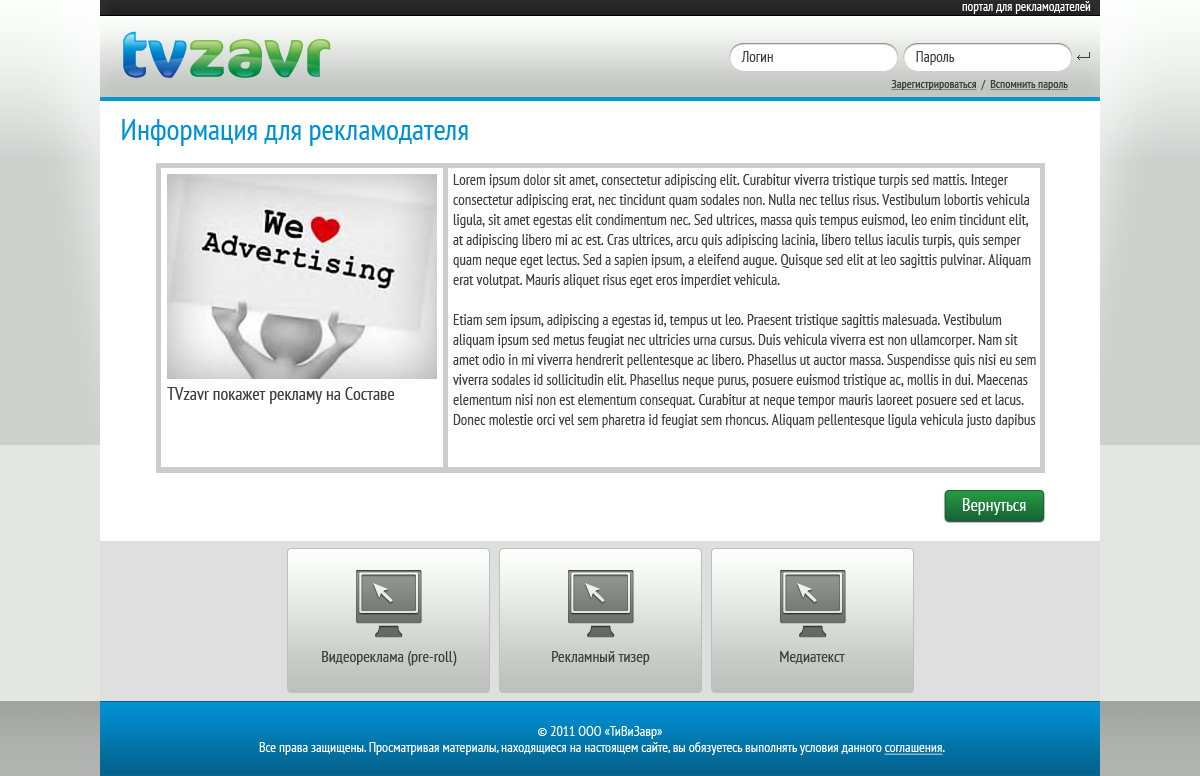 портал для рекламодателей
tvzavr
Логин
Пароль
Зарегистрироваться / Вспомнить пароль
Информация для рекламодателя
We
Advertising
TVzavr покажет рекламу на Составе
Lorem ipsum dolor sit amet, consectetur adipiscing elit. Curabitur viverra tristique turpis sed mattis. Integer
consectetur adipiscing erat, nec tincidunt quam sodales non. Nulla nec tellus risus. Vestibulum lobortis vehicula
ligula, sit amet egestas elit condimentum nec. Sed ultrices, massa quis tempus euismod, leo enim tincidunt elit,
at adipiscing libero mi ac est. Cras ultrices, arcu quis adipiscing lacinia, libero tellus iaculis turpis, quis semper
quam neque eget lectus. Sed a sapien ipsum, a eleifend augue. Quisque sed elit at leo sagittis pulvinar. Aliquam
erat volutpat. Mauris aliquet risus eget eros imperdiet vehicula.
Etiam sem ipsum, adipiscing a egestas id, tempus ut leo. Praesent tristique sagittis malesuada. Vestibulum
aliquam ipsum sed metus feugiat nec ultricies urna cursus. Duis vehicula viverra est non ullamcorper. Nam sit
amet odio in mi viverra hendrerit pellentesque ac libero. Phasellus ut auctor massa. Suspendisse quis nisi eu sem
viverra sodales id sollicitudin elit. Phasellus neque purus, posuere euismod tristique ac, mollis in dui. Maecenas
elementum nisi non est elementum consequat. Curabitur at neque tempor mauris laoreet posuere sed et lacus.
Donec molestie orci vel sem pharetra id feugiat sem rhoncus. Aliquam pellentesque ligula vehicula justo dapibus
Вернуться
Видеореклама (pre-roll)
Рекламный тизер
Медиатекст
© 2011 ООО «ТиВиЗавр»
Все права защищены. Просматривая материалы, находящиеся на настоящем сайте, вы обязуетесь выполнять условия данного соглашения.